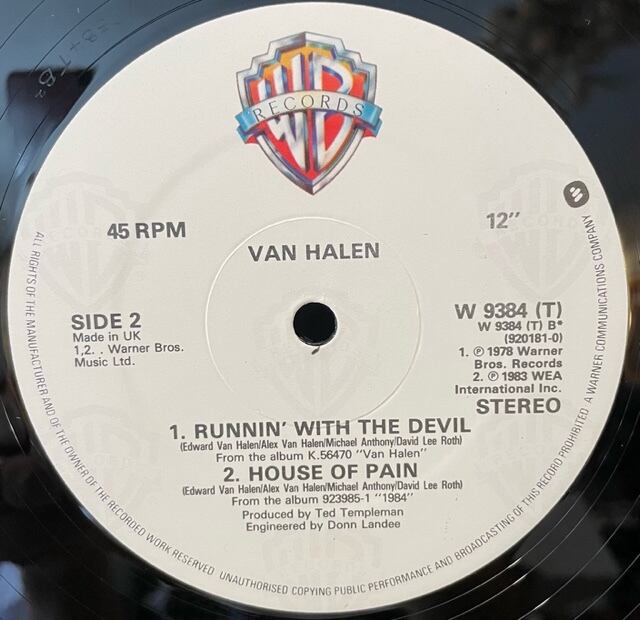 WB
RECORDS
45 RPM
12”
VAN HALEN
SIDE 2
Made in UK
1,2. . Warner Bros.
Music Ltd.
W 9384 (T)
W 9384 (T) B*
(920181-0)
1. ℗ 1978 Warner
Bros. Records
2. ℗ 1983 WEA
International Inc.
STEREO
1. RUNNIN’ WITH THE DEVIL
(Edward Van Halen/Alex Van Halen/Michael Anthony/David Lee Roth)
From the album K.56470 “Van Halen”
2. HOUSE OF PAIN
(Edward Van Halen/Alex Van Halen/Michael Anthony/David Lee Roth)
From the album 923985-1 “1984”
Produced by Ted Templeman
Engineered by Donn Landee
ALL RIGHTS OF THE MANUFACTURER AND OF THE OWNER OF THE RECORDED WORK RESERVED UNAUTHORISED COPYING PUBLIC PERFORMANCE AND BROADCASTING OF THIS RECORD PROHIBITED. A WARNER COMMUNICATIONS COMPANY